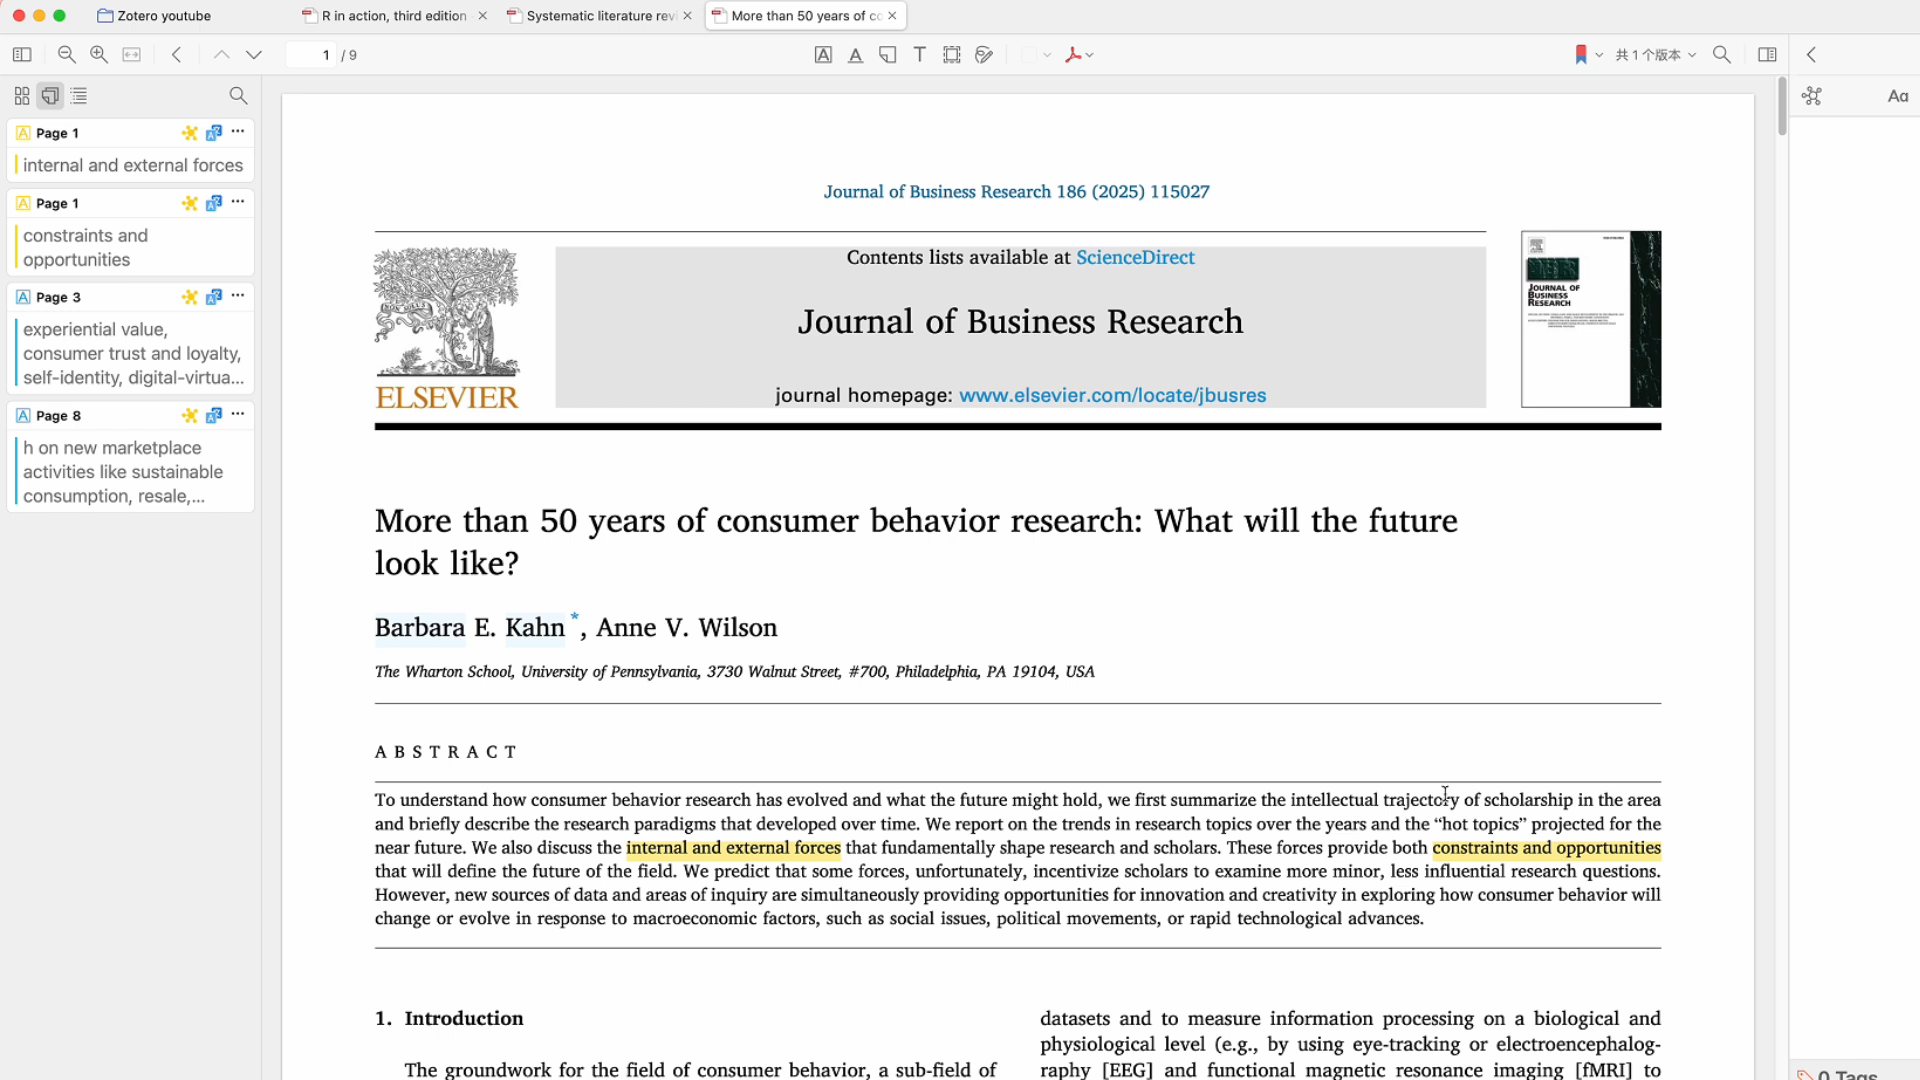 Zotero youtube
R in action, third edition
Systematic literature revi
More than 50 years of co
1 / 9
共 1 个版本
Aa
Page 1
internal and external forces
Page 1
constraints and
opportunities
Page 3
experiential value,
consumer trust and loyalty,
self-identity, digital-virtua...
Page 8
h on new marketplace
activities like sustainable
consumption, resale,...
Journal of Business Research 186 (2025) 115027
Contents lists available at ScienceDirect
Journal of Business Research
journal homepage: www.elsevier.com/locate/jbusres
ELSEVIER
JOURNAL OF
BUSINESS
RESEARCH
More than 50 years of consumer behavior research: What will the future
look like?
Barbara E. Kahn *, Anne V. Wilson
The Wharton School, University of Pennsylvania, 3730 Walnut Street, #700, Philadelphia, PA 19104, USA
ABSTRACT
To understand how consumer behavior research has evolved and what the future might hold, we first summarize the intellectual trajectory of scholarship in the area
and briefly describe the research paradigms that developed over time. We report on the trends in research topics over the years and the “hot topics” projected for the
near future. We also discuss the internal and external forces that fundamentally shape research and scholars. These forces provide both constraints and opportunities
that will define the future of the field. We predict that some forces, unfortunately, incentivize scholars to examine more minor, less influential research questions.
However, new sources of data and areas of inquiry are simultaneously providing opportunities for innovation and creativity in exploring how consumer behavior will
change or evolve in response to macroeconomic factors, such as social issues, political movements, or rapid technological advances.
1. Introduction
The groundwork for the field of consumer behavior, a sub-field of
datasets and to measure information processing on a biological and
physiological level (e.g., by using eye-tracking or electroencephalog-
raphy [EEG] and functional magnetic resonance imaging [fMRI] to
0 Tags